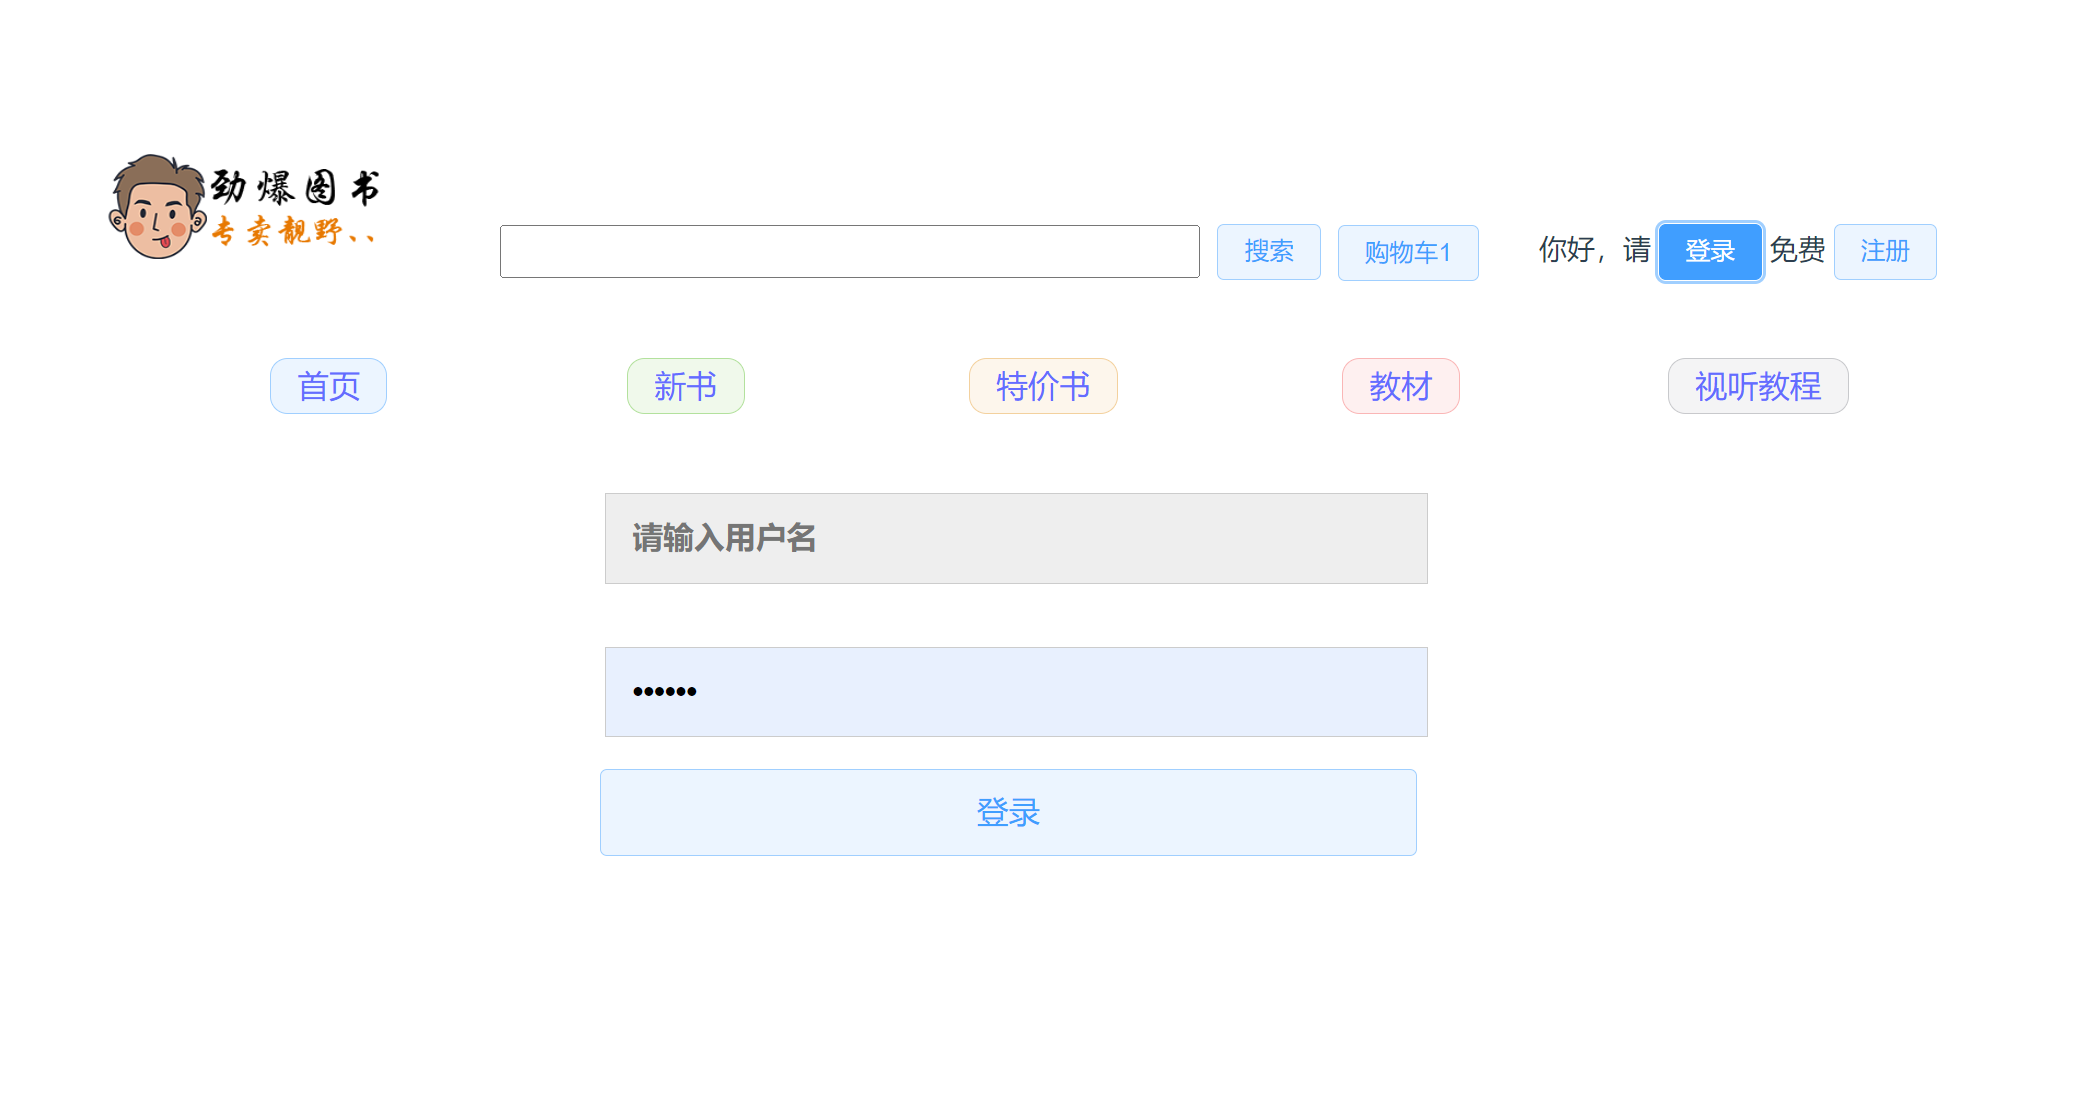 劲爆图书
专卖靓野、、
搜索 购物车1 你好，请 登录 免费 注册
首页 新书 特价书 教材 视听教程
请输入用户名
••••••
登录